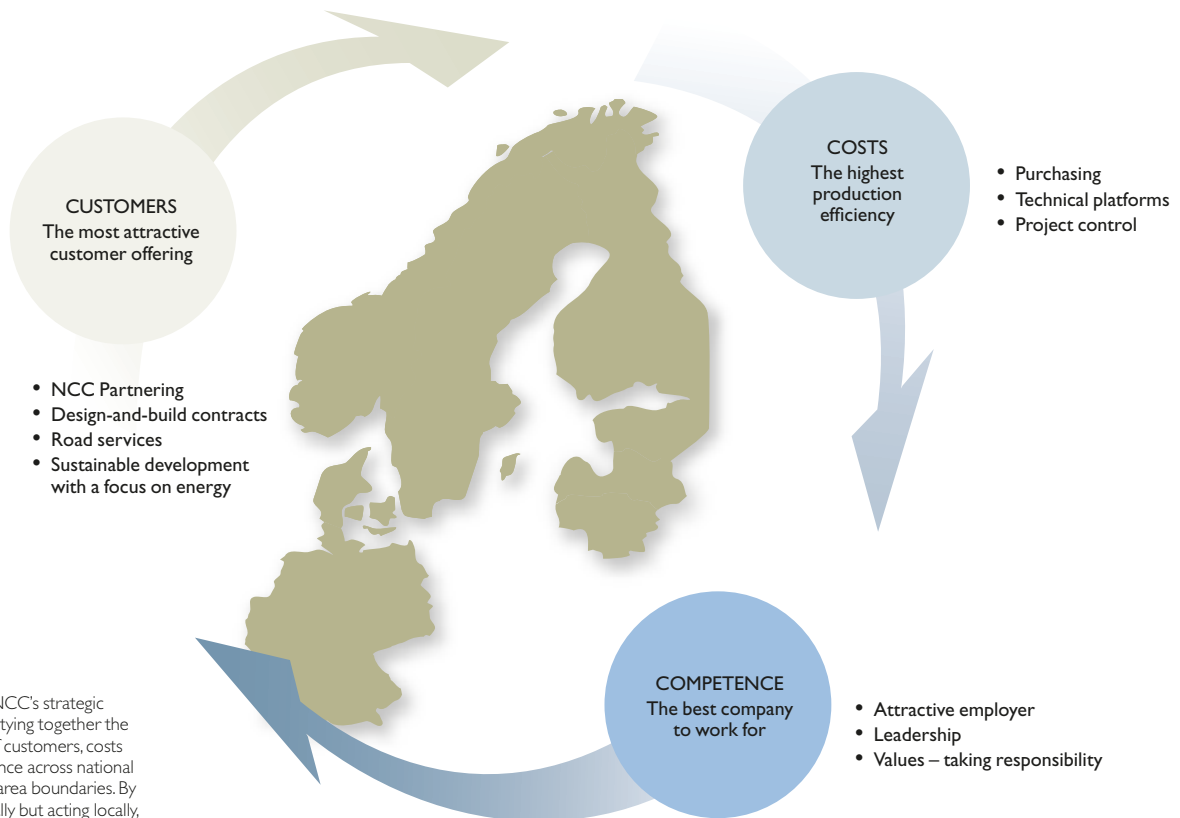 CUSTOMERS
The most attractive
customer offering
• NCC Partnering
• Design-and-build contracts
• Road services
• Sustainable development
with a focus on energy
COSTS
The highest
production
efficiency
• Purchasing
• Technical platforms
• Project control
COMPETENCE
The best company
to work for
• Attractive employer
• Leadership
• Values – taking responsibility
NCC's strategic
tying together the
customers, costs
across national
area boundaries. By
but acting locally,